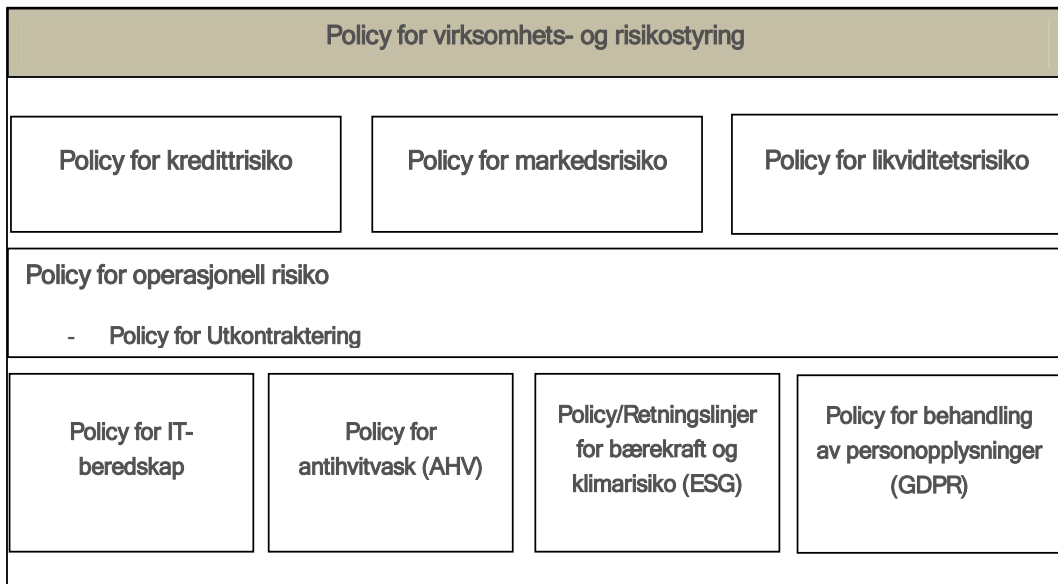 Policy for virksomhets- og risikostyring
Policy for kredittrisiko
Policy for markedsrisiko
Policy for likviditetsrisiko
Policy for operasjonell risiko
- Policy for Utkontraktering
Policy for IT-
beredskap
Policy for
antihvitvask (AHV)
Policy/Retningslinjer
for bærekraft og
klimarisiko (ESG)
Policy for behandling
av personopplysninger
(GDPR)